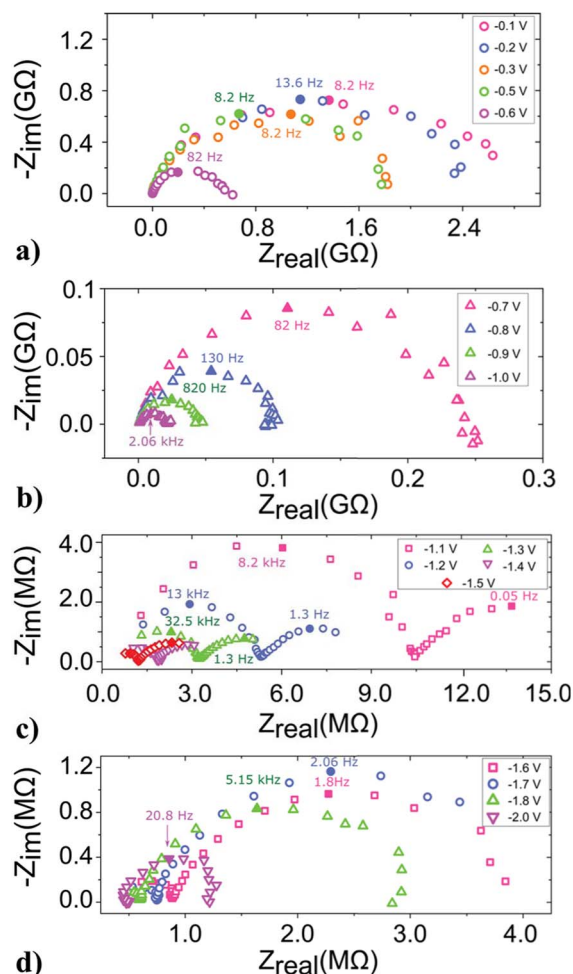 1.2
0.8
0.4
0.0
-Zim(GΩ)
13.6 Hz
8.2 Hz
8.2 Hz
8.2 Hz
82 Hz
-0.1 V
-0.2 V
-0.3 V
-0.5 V
-0.6 V
0.0 0.8 1.6 2.4
Zreal(GΩ)
a)
0.1
0.05
0.0
-Zim(GΩ)
82 Hz
130 Hz
820 Hz
2.06 kHz
-0.7 V
-0.8 V
-0.9 V
-1.0 V
0.0 0.1 0.2 0.3
Zreal(GΩ)
b)
4.0
2.0
0.0
-Zim(MΩ)
8.2 kHz
13 kHz
32.5 kHz
1.3 Hz
1.3 Hz
0.05 Hz
-1.1 V -1.3 V
-1.2 V -1.4 V
-1.5 V
0.0 3.0 6.0 9.0 12.0 15.0
Zreal(MΩ)
c)
1.2
0.8
0.4
0.0
-Zim(MΩ)
2.06 Hz
5.15 kHz
1.8Hz
20.8 Hz
-1.6 V
-1.7 V
-1.8 V
-2.0 V
1.0 2.0 3.0 4.0
Zreal(MΩ)
d)